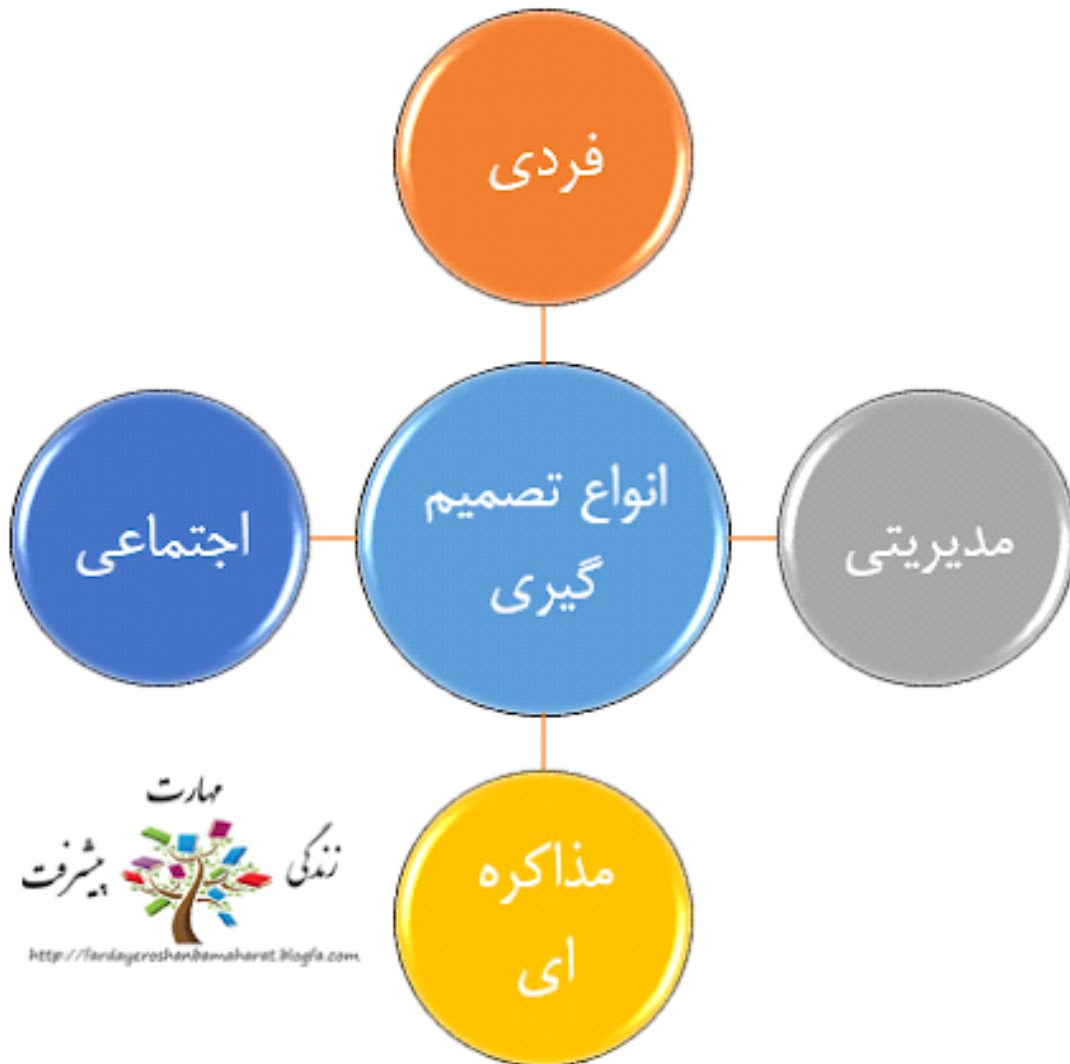 فردی
انواع تصمیم
گیری
مدیریتی
اجتماعی
مذاکره
ای
مهارت
زندگی
پیشرفت
http://fardayeroshanbamaharat.blogfa.com